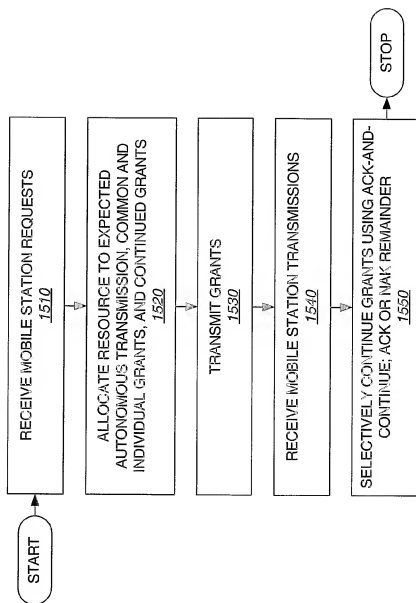 START
RECEIVE MOBILE STATION REQUESTS
1510
ALLOCATE RESOURCE TO EXPECTED
AUTONOMOUS TRANSMISSION, COMMON AND
INDIVIDUAL GRANTS, AND CONTINUED GRANTS
1520
TRANSMIT GRANTS
1530
RECEIVE MOBILE STATION TRANSMISSIONS
1540
SELECTIVELY CONTINUE GRANTS USING ACK-AND-
CONTINUE; ACK OR NAK REMAINDER
1550
STOP